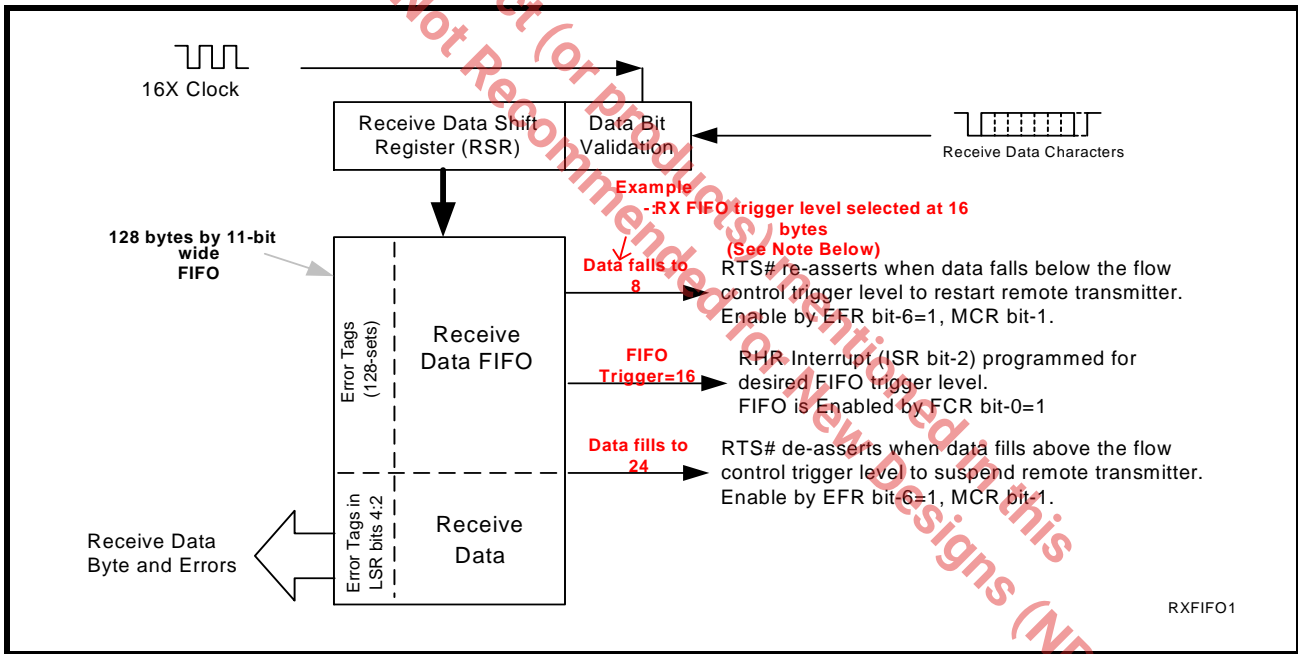 16X Clock
Receive Data Shift
Register (RSR)
Data Bit
Validation
Receive Data Characters
Example
-:RX FIFO trigger level selected at 16
bytes
(See Note Below)
128 bytes by 11-bit
wide
FIFO
Error Tags
(128-sets)
Receive
Data FIFO
Data falls to
8
RTS# re-asserts when data falls below the flow
control trigger level to restart remote transmitter.
Enable by EFR bit-6=1, MCR bit-1.
FIFO
Trigger=16
RHR Interrupt (ISR bit-2) programmed for
desired FIFO trigger level.
FIFO is Enabled by FCR bit-0=1
Data fills to
24
RTS# de-asserts when data fills above the flow
control trigger level to suspend remote transmitter.
Enable by EFR bit-6=1, MCR bit-1.
Error Tags in
LSR bits 4:2
Receive
Data
Receive Data
Byte and Errors
RXFIFO1
(or products) mentioned in this
Not Recommended for New Designs